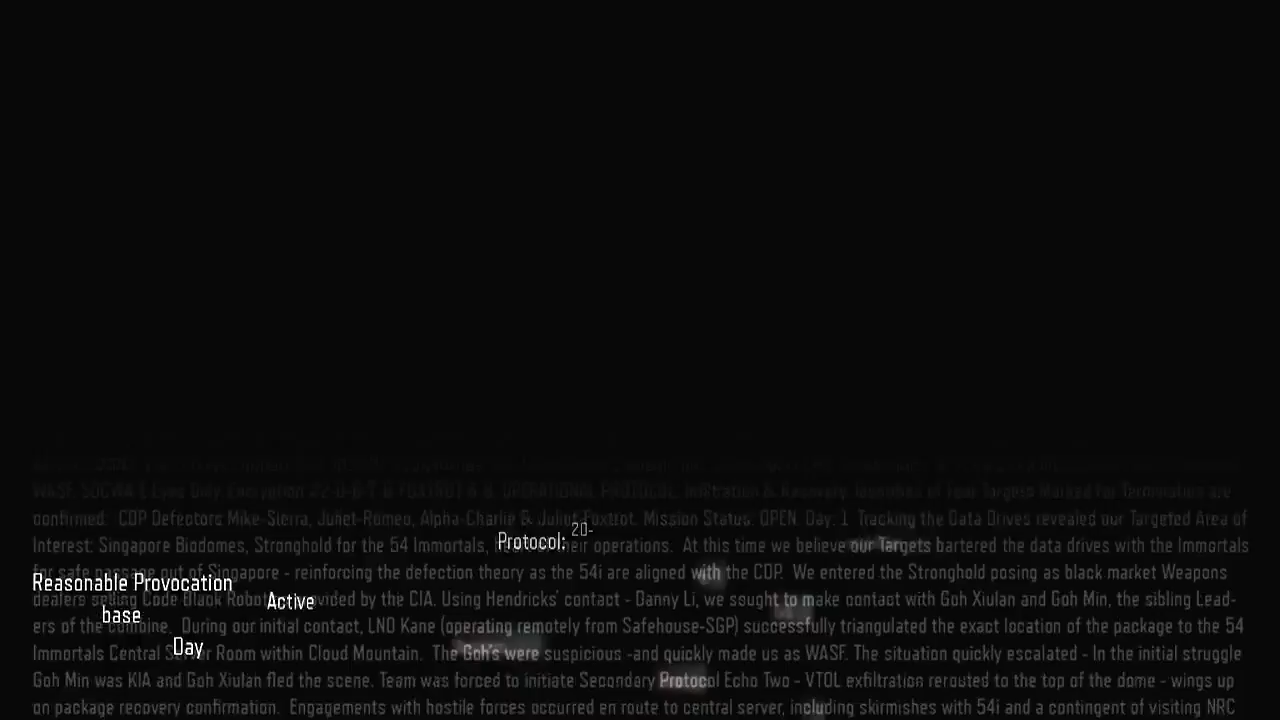 WASF SOCWA | Eyes Only. Encryption 22-D-G-T & FOXTROT 6 9. OPERATIONAL PROTOCOL: Infiltration & Recovery. Identities of Four Targets Marked for Termination are
confirmed. CDP Defectors Mike-Sierra, Juliet-Romeo, Alpha-Charlie & Juliet-Foxtrot. Mission Status: OPEN. Day: 1 Tracking the Data Drives revealed our Targeted Area of
20-
Protocol:
Interest: Singapore Biodomes, Stronghold for the 54 Immortals, their operations. At this time we believe our Targets bartered the data drives with the Immortals
for safe passage out of Singapore - reinforcing the defection theory as the 54i are aligned with the CDP. We entered the Stronghold posing as black market Weapons
Reasonable Provocation
Active
dealers selling Code Black Robot provided by the CIA. Using Hendricks' contact - Danny Li, we sought to make contact with Goh Xiulan and Goh Min, the sibling Lead-
base
ers of the combine. During our initial contact, LNO Kane (operating remotely from Safehouse-SGP) successfully triangulated the exact location of the package to the 54
Day
Immortals Central Server Room within Cloud Mountain. The Goh's were suspicious -and quickly made us as WASF. The situation quickly escalated - In the initial struggle
Goh Min was KIA and Goh Xiulan fled the scene. Team was forced to initiate Secondary Protocol Echo Two - VTOL exfiltration rerouted to the top of the dome - wings up
on package recovery confirmation. Engagements with hostile forces occurred en route to central server, including skirmishes with 54i and a contingent of visiting NRC